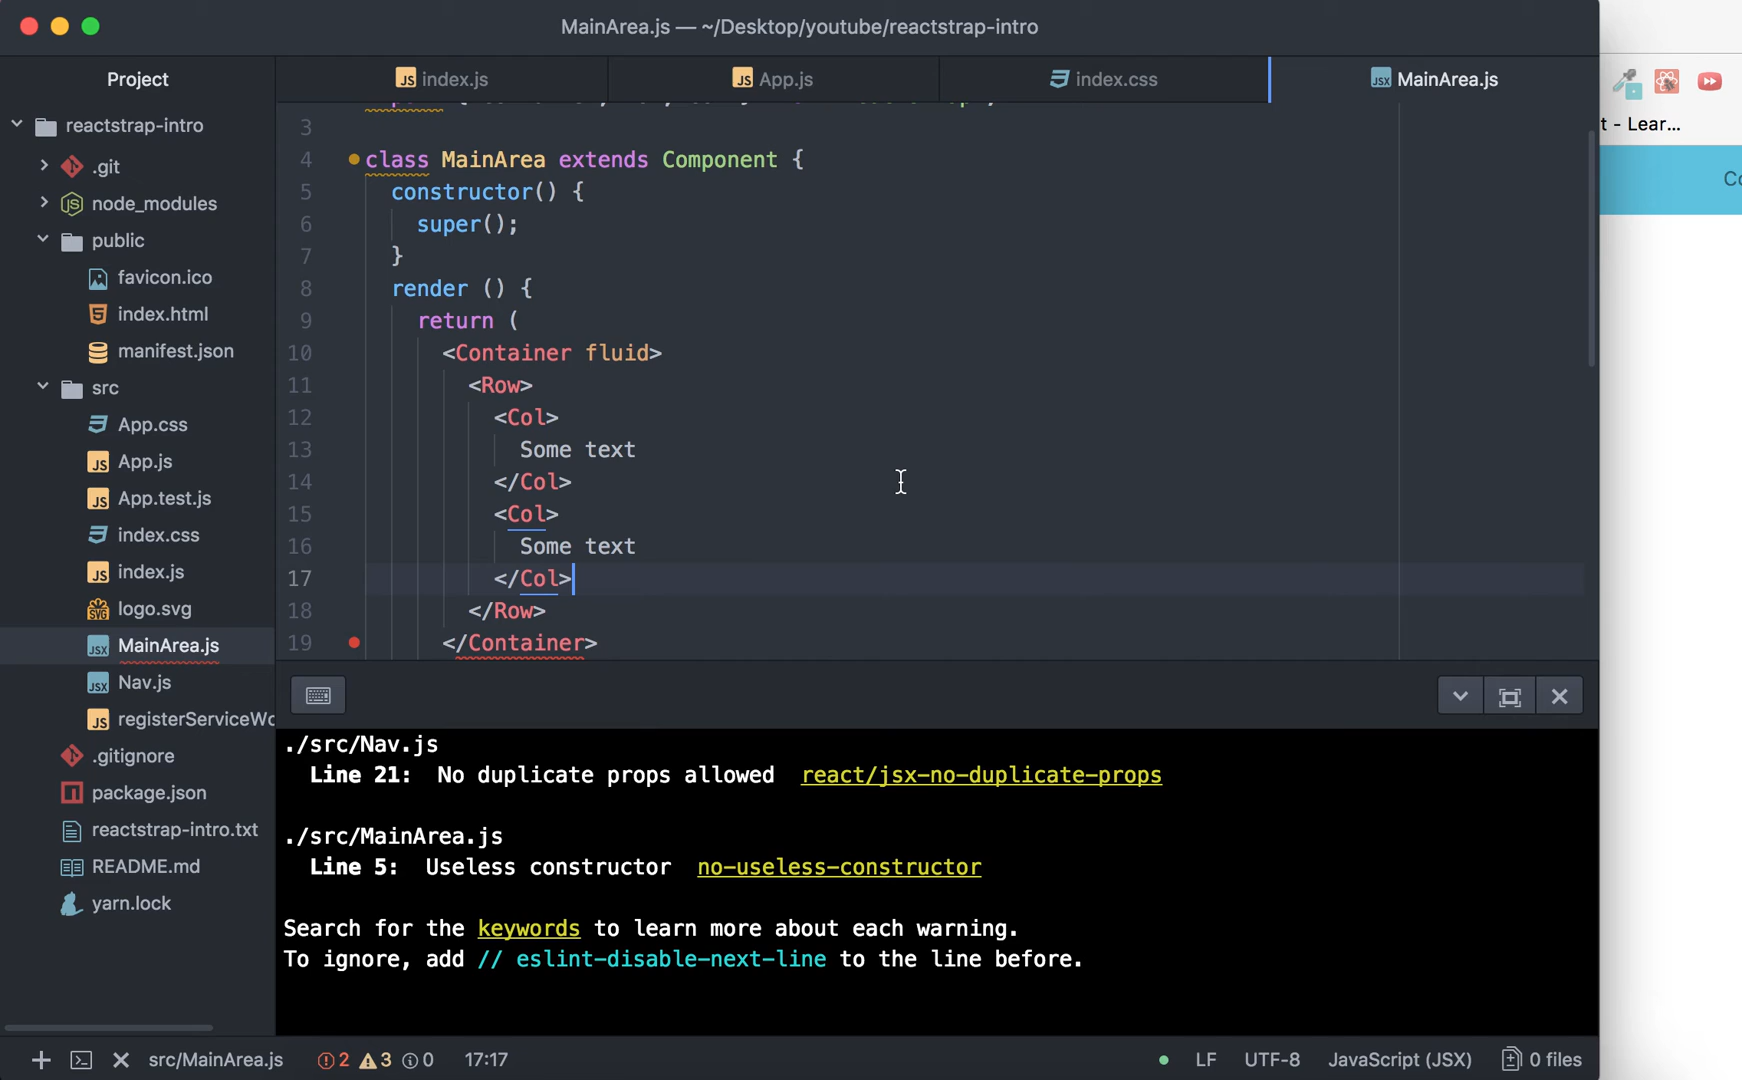 MainArea.js — ~/Desktop/youtube/reactstrap-intro
Project
index.js
App.js
index.css
MainArea.js
t - Lear...
reactstrap-intro
.git
node_modules
public
favicon.ico
index.html
manifest.json
src
App.css
App.js
App.test.js
index.css
index.js
logo.svg
MainArea.js
Nav.js
registerServiceWo
.gitignore
package.json
reactstrap-intro.txt
README.md
yarn.lock
3
4 class MainArea extends Component {
5 constructor() {
6 super();
7 }
8 render () {
9 return (
10 <Container fluid>
11 <Row>
12 <Col>
13 Some text
14 </Col>
15 <Col>
16 Some text
17 </Col>
18 </Row>
19 </Container>
./src/Nav.js
Line 21: No duplicate props allowed react/jsx-no-duplicate-props
./src/MainArea.js
Line 5: Useless constructor no-useless-constructor
Search for the keywords to learn more about each warning.
To ignore, add // eslint-disable-next-line to the line before.
src/MainArea.js 2 3 0 17:17 LF UTF-8 JavaScript (JSX) 0 files